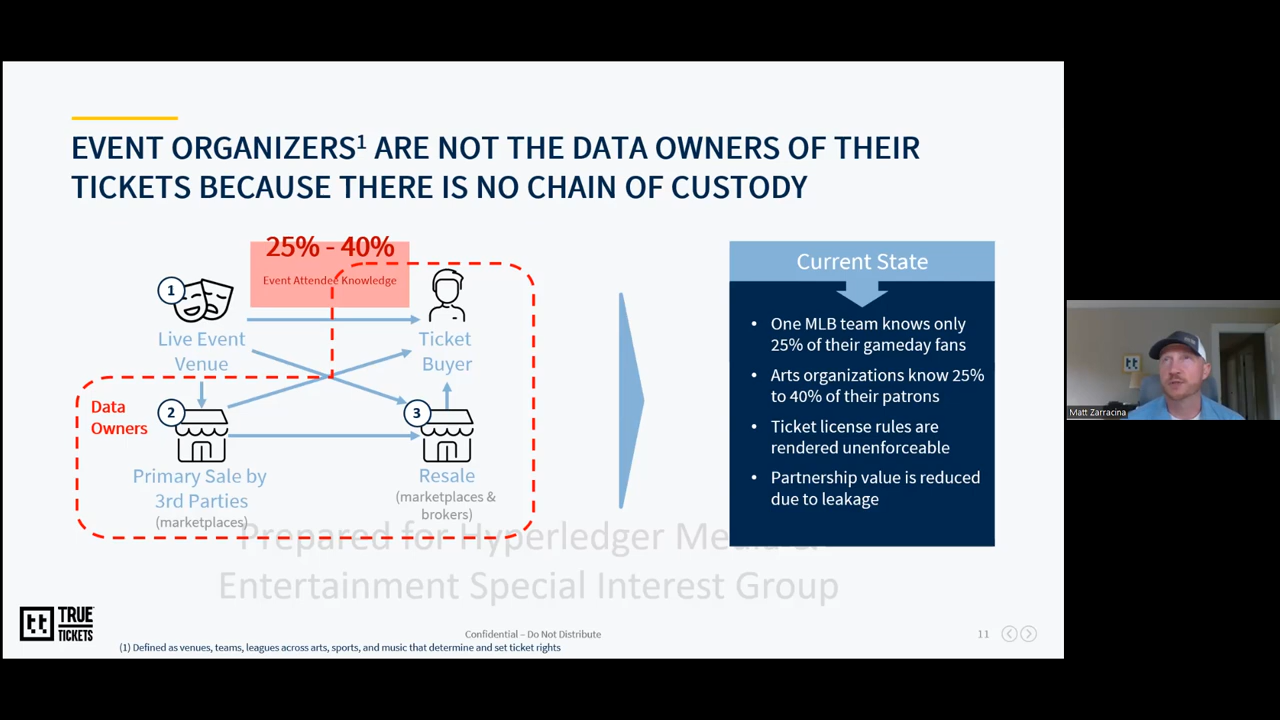 EVENT ORGANIZERS¹ ARE NOT THE DATA OWNERS OF THEIR
TICKETS BECAUSE THERE IS NO CHAIN OF CUSTODY
25% - 40%
Event Attendee Knowledge
1
Live Event
Venue
Ticket
Buyer
Data
Owners
2
Primary Sale by
3rd Parties
(marketplaces)
3
Resale
(marketplaces &
brokers)
Current State
• One MLB team knows only
25% of their gameday fans
• Arts organizations know 25%
to 40% of their patrons
• Ticket license rules are
rendered unenforceable
• Partnership value is reduced
due to leakage
Prepared for Hyperledger Media &
Entertainment Special Interest Group
tt TRUE
TICKETS
Confidential – Do Not Distribute
11
(1) Defined as venues, teams, leagues across arts, sports, and music that determine and set ticket rights
tt
Matt Zarracina